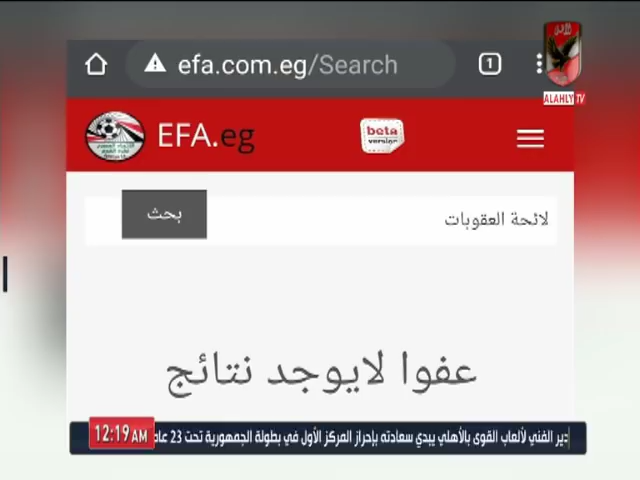 efa.com.eg/Search
1
ALAHLY TV
EFA.eg
beta
version
لائحة العقوبات
بحث
عفوا لايوجد نتائج
12:19 AM
دير الفني لألعاب القوى بالأهلي يبدي سعادته بإحراز المركز الأول في بطولة الجمهورية تحت 23 عاه